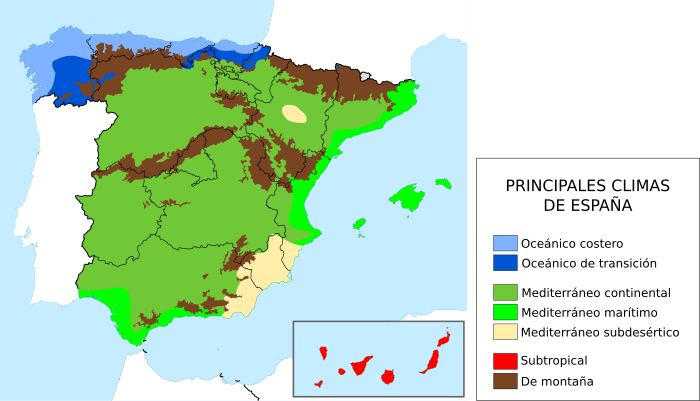 PRINCIPALES CLIMAS
DE ESPAÑA
Oceánico costero
Oceánico de transición
Mediterráneo continental
Mediterráneo marítimo
Mediterráneo subdesértico
Subtropical
De montaña